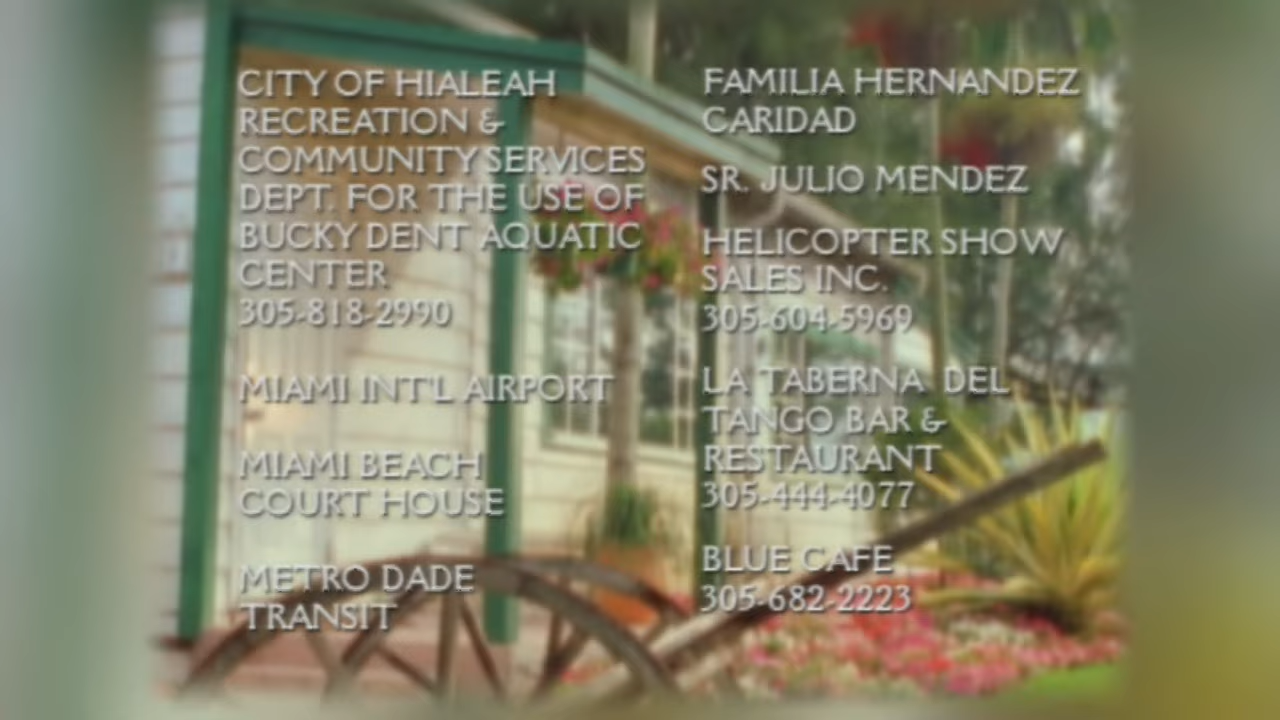 CITY OF HIALEAH
RECREATION &
COMMUNITY SERVICES
DEPT. FOR THE USE OF
BUCKY DENT AQUATIC
CENTER
305-818-2990
MIAMI INT'L AIRPORT
MIAMI BEACH
COURT HOUSE
METRO DADE
TRANSIT
FAMILIA HERNANDEZ
CARIDAD
SR. JULIO MENDEZ
HELICOPTER SHOW
SALES INC.
305-604-5969
LA TABERNA DEL
TANGO BAR &
RESTAURANT
305-444-4077
BLUE CAFE
305-682-2223